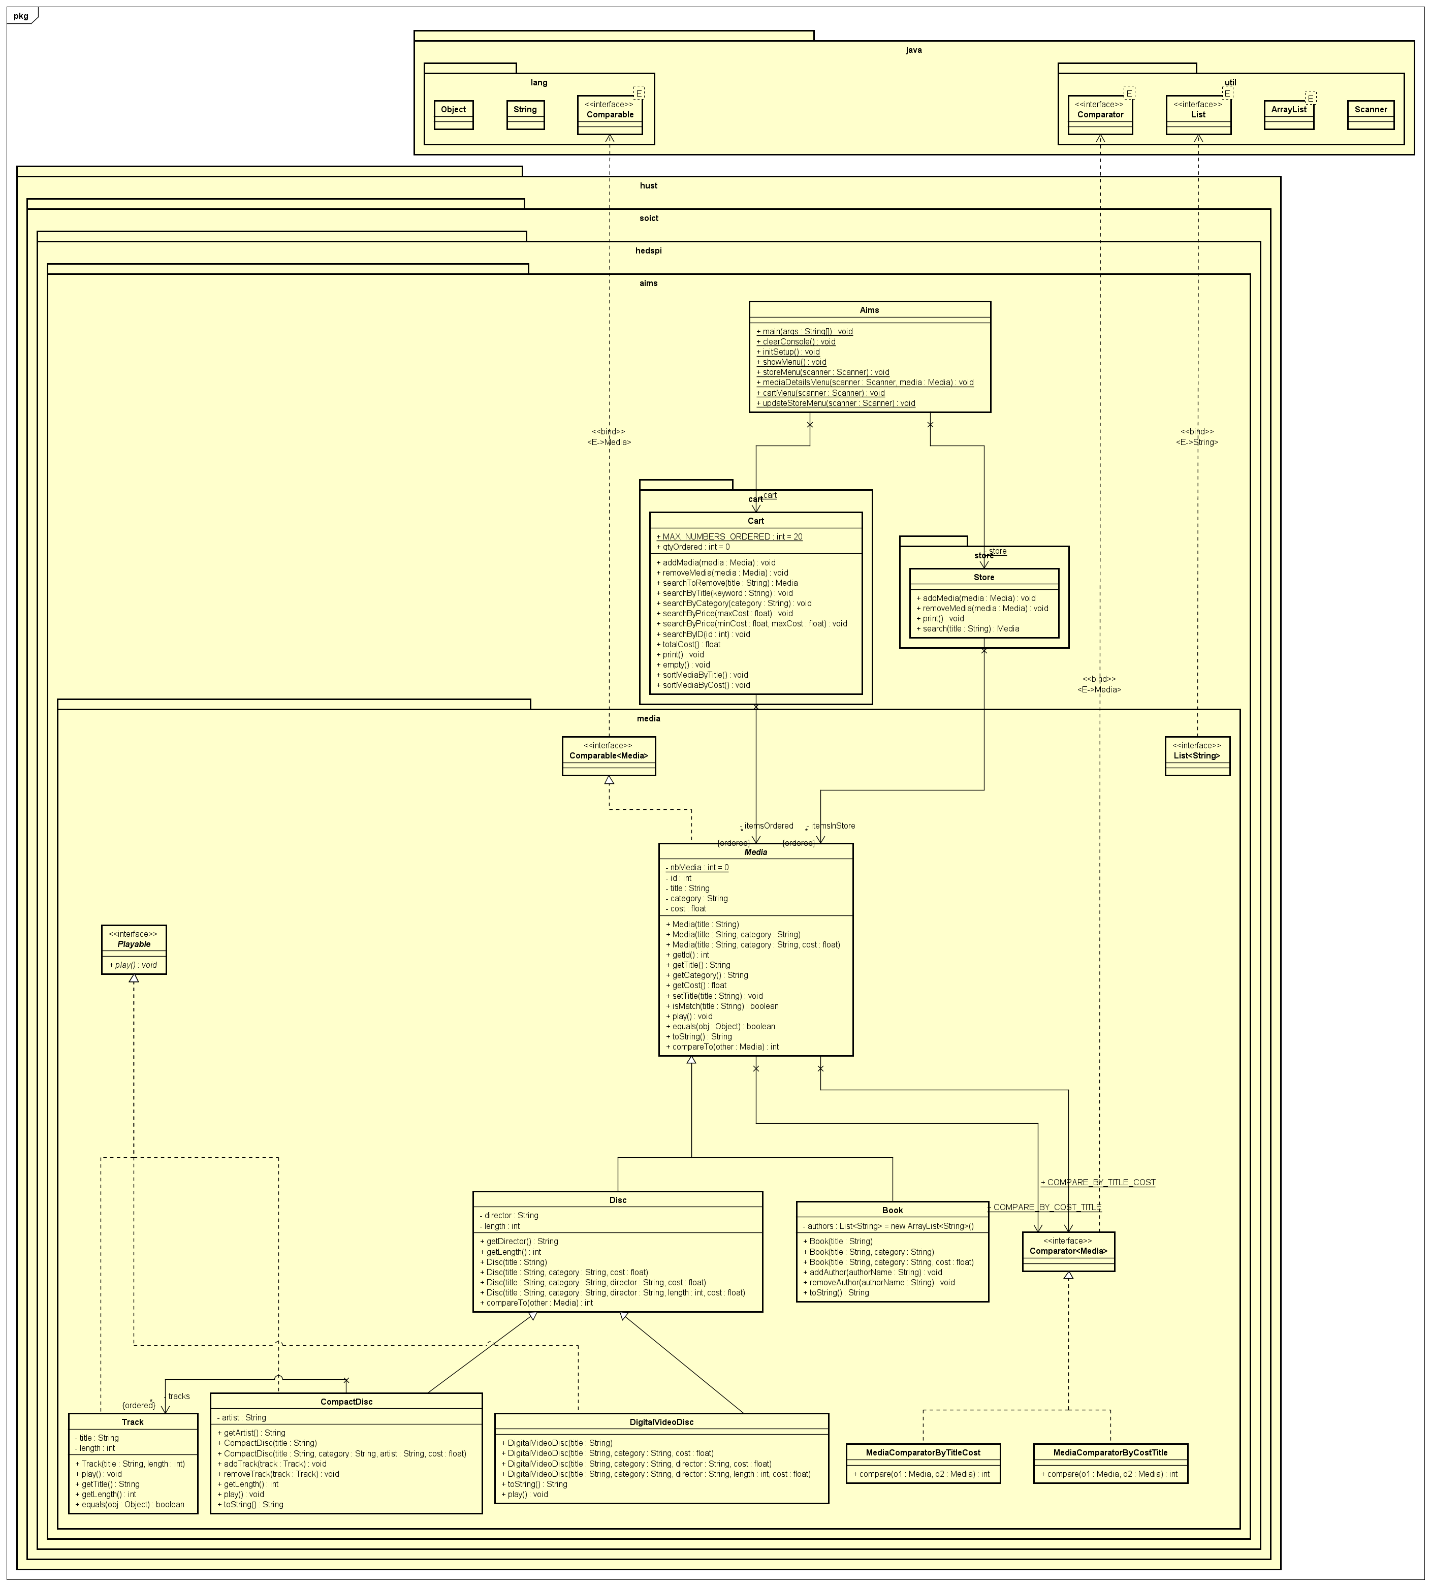 pkg
java
lang
util
Object
String
E
<<interface>>
Comparable
E
<<interface>>
Comparator
E
<<interface>>
List
E
ArrayList
Scanner
hust
soict
hedspi
aims
Aims
+ main(args : String[]) : void
+ clearConsole() : void
+ initSetup() : void
+ showMenu() : void
+ storeMenu(scanner : Scanner) : void
+ mediaDetailsMenu(scanner : Scanner, media : Media) : void
+ cartMenu(scanner : Scanner) : void
+ updateStoreMenu(scanner : Scanner) : void
<<bind>>
<E->Media>
<<bind>>
<E->String>
cart
- cart
Cart
+ MAX_NUMBERS_ORDERED : int = 20
+ qtyOrdered : int = 0
+ addMedia(media : Media) : void
+ removeMedia(media : Media) : void
+ searchToRemove(title : String) : Media
+ searchByTitle(keyword : String) : void
+ searchByCategory(category : String) : void
+ searchByPrice(maxCost : float) : void
+ searchByPrice(minCost : float, maxCost : float) : void
+ searchByID(id : int) : void
+ totalCost() : float
+ print() : void
+ empty() : void
+ sortMediaByTitle() : void
+ sortMediaByCost() : void
store
- store
Store
+ addMedia(media : Media) : void
+ removeMedia(media : Media) : void
+ print() : void
+ search(title : String) : Media
<<bind>>
<E->Media>
media
<<interface>>
Comparable<Media>
<<interface>>
List<String>
- itemsOrdered
*
{ordered}
- itemsInStore
*
{ordered}
Media
- nbMedia : int = 0
- id : int
- title : String
- category : String
- cost : float
+ Media(title : String)
+ Media(title : String, category : String)
+ Media(title : String, category : String, cost : float)
+ getId() : int
+ getTitle() : String
+ getCategory() : String
+ getCost() : float
+ setTitle(title : String) : void
+ isMatch(title : String) : boolean
+ play() : void
+ equals(obj : Object) : boolean
+ toString() : String
+ compareTo(other : Media) : int
<<interface>>
Playable
+ play() : void
+ COMPARE_BY_TITLE_COST
+ COMPARE_BY_COST_TITLE
Disc
- director : String
- length : int
+ getDirector() : String
+ getLength() : int
+ Disc(title : String)
+ Disc(title : String, category : String, cost : float)
+ Disc(title : String, category : String, director : String, cost : float)
+ Disc(title : String, category : String, director : String, length : int, cost : float)
+ compareTo(other : Media) : int
Book
- authors : List<String> = new ArrayList<String>()
+ Book(title : String)
+ Book(title : String, category : String)
+ Book(title : String, category : String, cost : float)
+ addAuthor(authorName : String) : void
+ removeAuthor(authorName : String) : void
+ toString() : String
<<interface>>
Comparator<Media>
- tracks
*
{ordered}
Track
- title : String
- length : int
+ Track(title : String, length : int)
+ play() : void
+ getTitle() : String
+ getLength() : int
+ equals(obj : Object) : boolean
CompactDisc
- artist : String
+ getArtist() : String
+ CompactDisc(title : String)
+ CompactDisc(title : String, category : String, artist : String, cost : float)
+ addTrack(track : Track) : void
+ removeTrack(track : Track) : void
+ getLength() : int
+ play() : void
+ toString() : String
DigitalVideoDisc
+ DigitalVideoDisc(title : String)
+ DigitalVideoDisc(title : String, category : String, cost : float)
+ DigitalVideoDisc(title : String, category : String, director : String, cost : float)
+ DigitalVideoDisc(title : String, category : String, director : String, length : int, cost : float)
+ toString() : String
+ play() : void
MediaComparatorByTitleCost
+ compare(o1 : Media, o2 : Media) : int
MediaComparatorByCostTitle
+ compare(o1 : Media, o2 : Media) : int